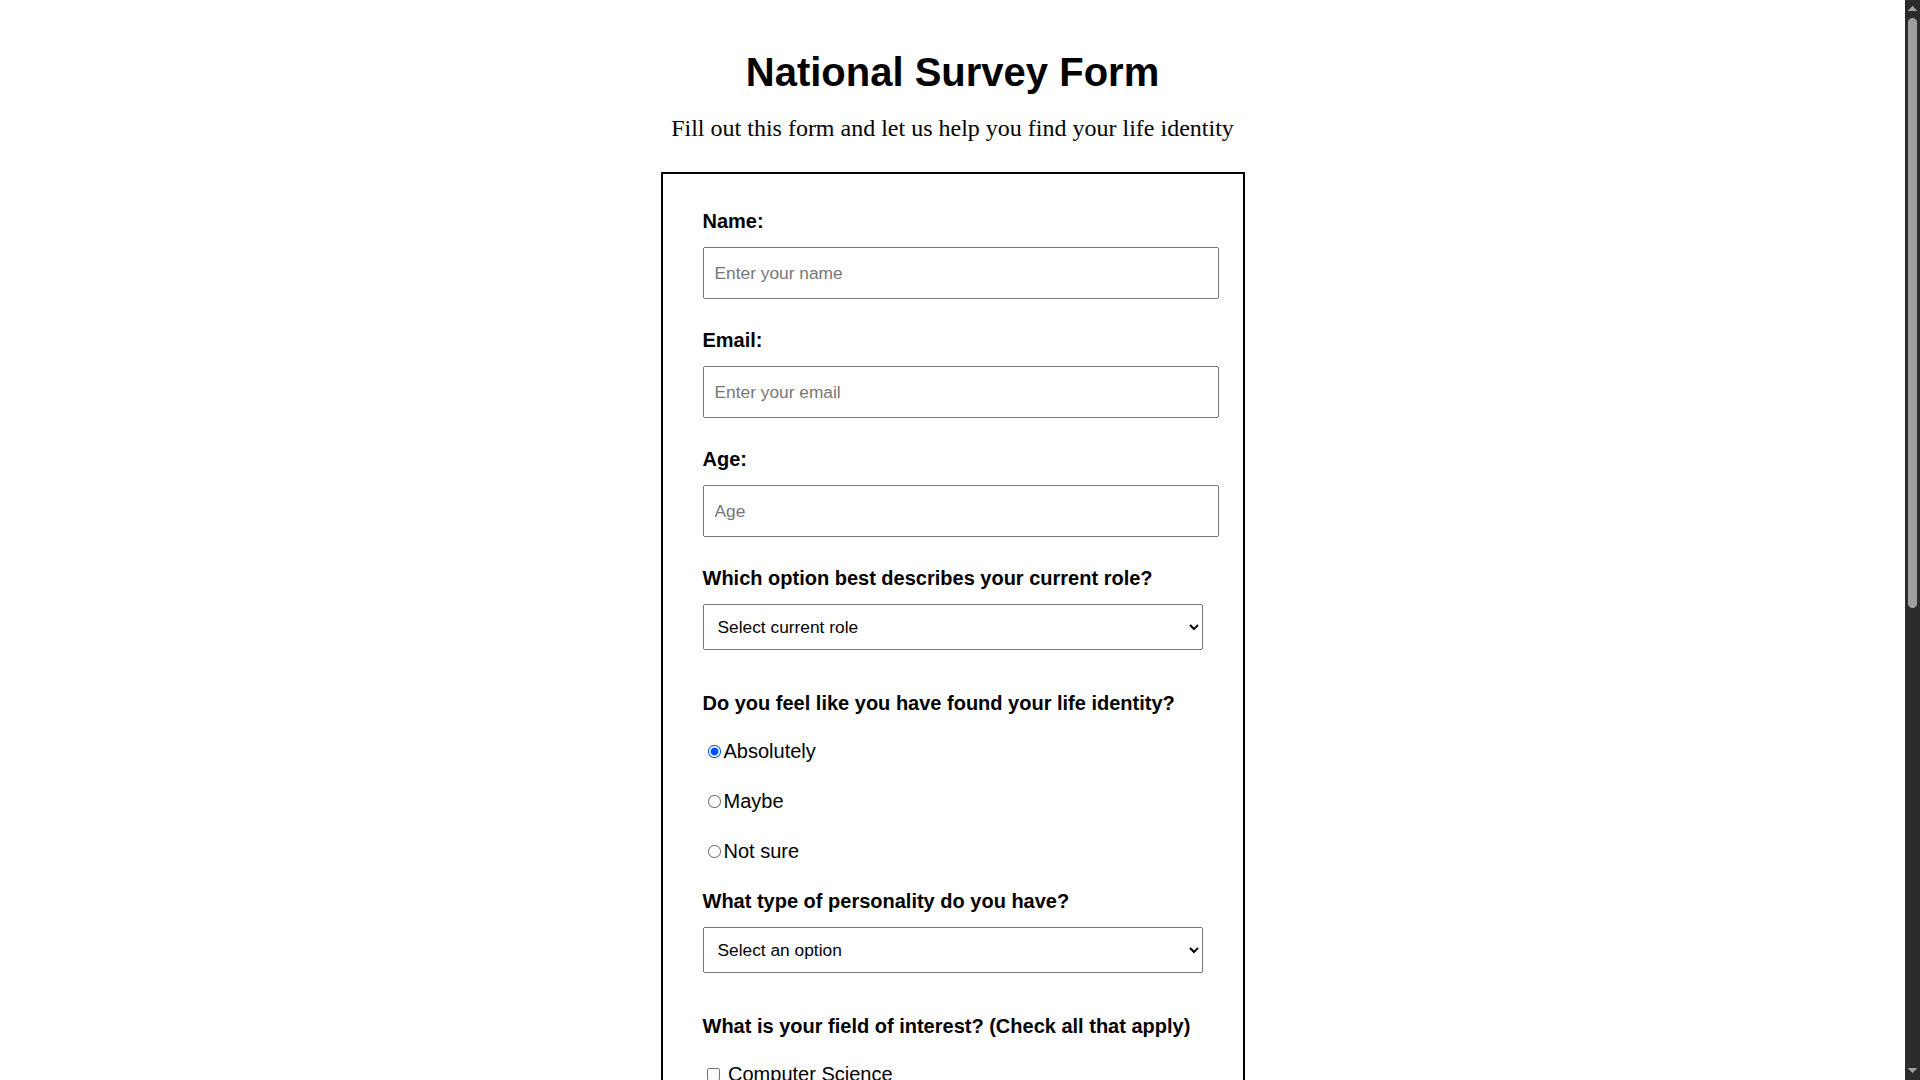 National Survey Form
Fill out this form and let us help you find your life identity
Name:
Enter your name
Email:
Enter your email
Age:
Age
Which option best describes your current role?
Select current role
Do you feel like you have found your life identity?
Absolutely
Maybe
Not sure
What type of personality do you have?
Select an option
What is your field of interest? (Check all that apply)
Computer Science